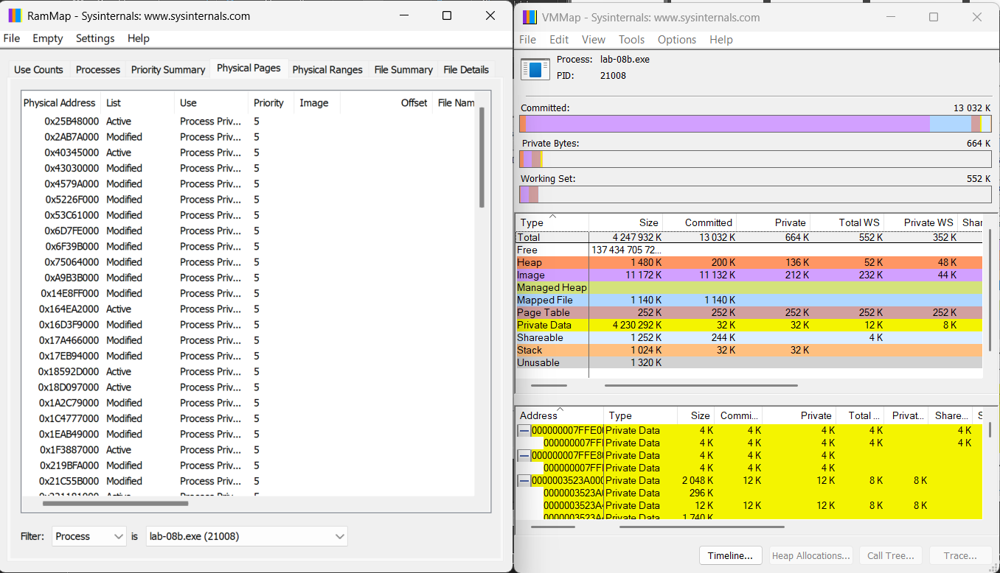 RamMap - Sysinternals: www.sysinternals.com
File Empty Settings Help
Use Counts Processes Priority Summary Physical Pages Physical Ranges File Summary File Details
Physical Address List Use Priority Image Offset File Nam
0x25B48000 Active Process Priv... 5
0x2AB7A000 Modified Process Priv... 5
0x40345000 Active Process Priv... 5
0x43030000 Modified Process Priv... 5
0x4579A000 Modified Process Priv... 5
0x5226F000 Modified Process Priv... 5
0x53C61000 Modified Process Priv... 5
0x6D7FE000 Modified Process Priv... 5
0x6F39B000 Modified Process Priv... 5
0x75064000 Modified Process Priv... 5
0xA9B3B000 Modified Process Priv... 5
0x14E8FF000 Modified Process Priv... 5
0x164EA2000 Active Process Priv... 5
0x16D3F9000 Modified Process Priv... 5
0x17A466000 Modified Process Priv... 5
0x17EB94000 Modified Process Priv... 5
0x18592D000 Active Process Priv... 5
0x18D097000 Active Process Priv... 5
0x1A2C79000 Modified Process Priv... 5
0x1C4777000 Modified Process Priv... 5
0x1EAB49000 Modified Process Priv... 5
0x1F3887000 Active Process Priv... 5
0x219BFA000 Modified Process Priv... 5
0x21C55B000 Modified Process Priv... 5
Filter: Process is lab-08b.exe (21008)
VMMap - Sysinternals: www.sysinternals.com
File Edit View Tools Options Help
Process: lab-08b.exe
PID: 21008
Committed: 13 032 K
Private Bytes: 664 K
Working Set: 552 K
Type Size Committed Private Total WS Private WS Shar
Total 4 247 932 K 13 032 K 664 K 552 K 352 K
Free 137 434 705 72...
Heap 1 480 K 200 K 136 K 52 K 48 K
Image 11 172 K 11 132 K 212 K 232 K 44 K
Managed Heap
Mapped File 1 140 K 1 140 K
Page Table 252 K 252 K 252 K 252 K 252 K
Private Data 4 230 292 K 32 K 32 K 12 K 8 K
Shareable 1 252 K 244 K 4 K
Stack 1 024 K 32 K 32 K
Unusable 1 320 K
Address Type Size Commi... Private Total ... Privat... Share... S
000000007FFE0 Private Data 4 K 4 K 4 K 4 K 4 K
000000007FFI Private Data 4 K 4 K 4 K 4 K 4 K
000000007FFE8 Private Data 4 K 4 K 4 K
000000007FFI Private Data 4 K 4 K 4 K
0000003523A00 Private Data 2 048 K 12 K 12 K 8 K 8 K
0000003523A Private Data 296 K
0000003523A4 Private Data 12 K 12 K 12 K 8 K 8 K
0000003523A4 Private Data 1 740 K
Timeline... Heap Allocations... Call Tree... Trace...